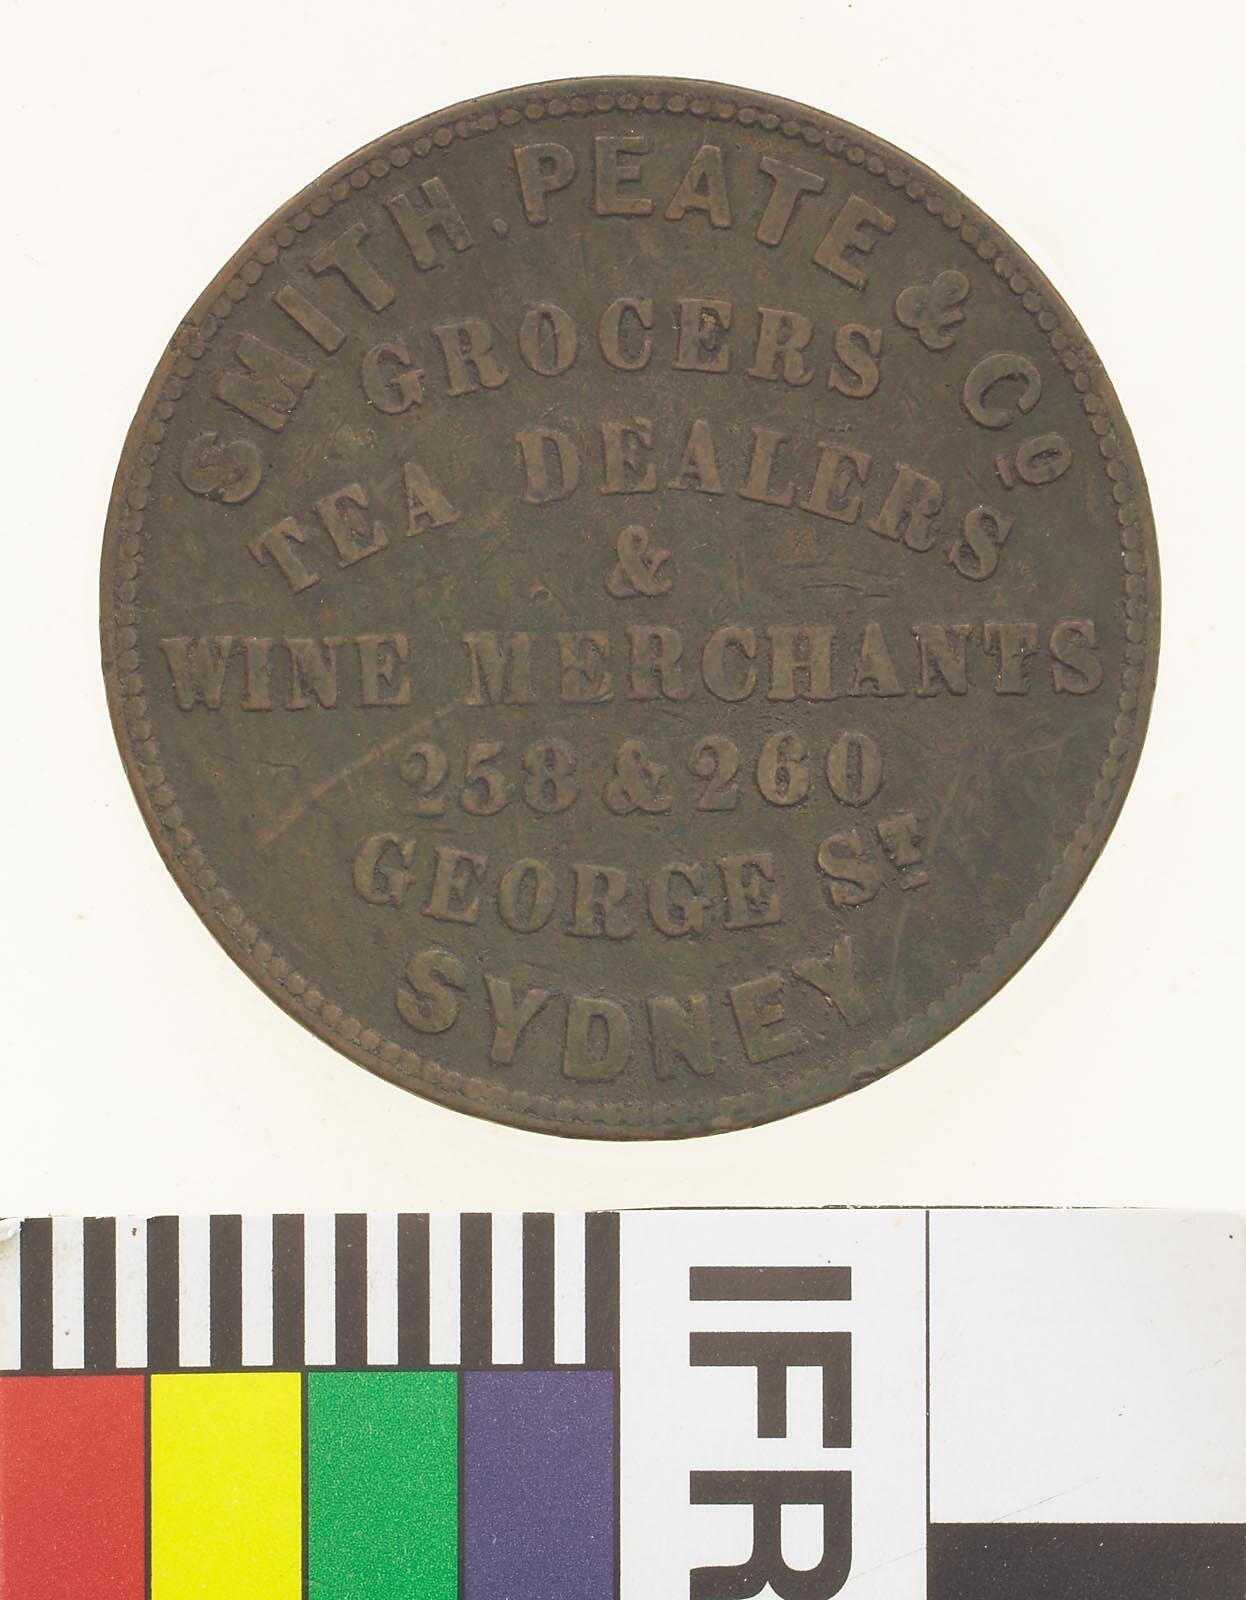 SMITH. PEATE & Co
GROCERS
TEA DEALERS
&
WINE MERCHANTS
258 & 260
GEORGE ST
SYDNEY
IFR